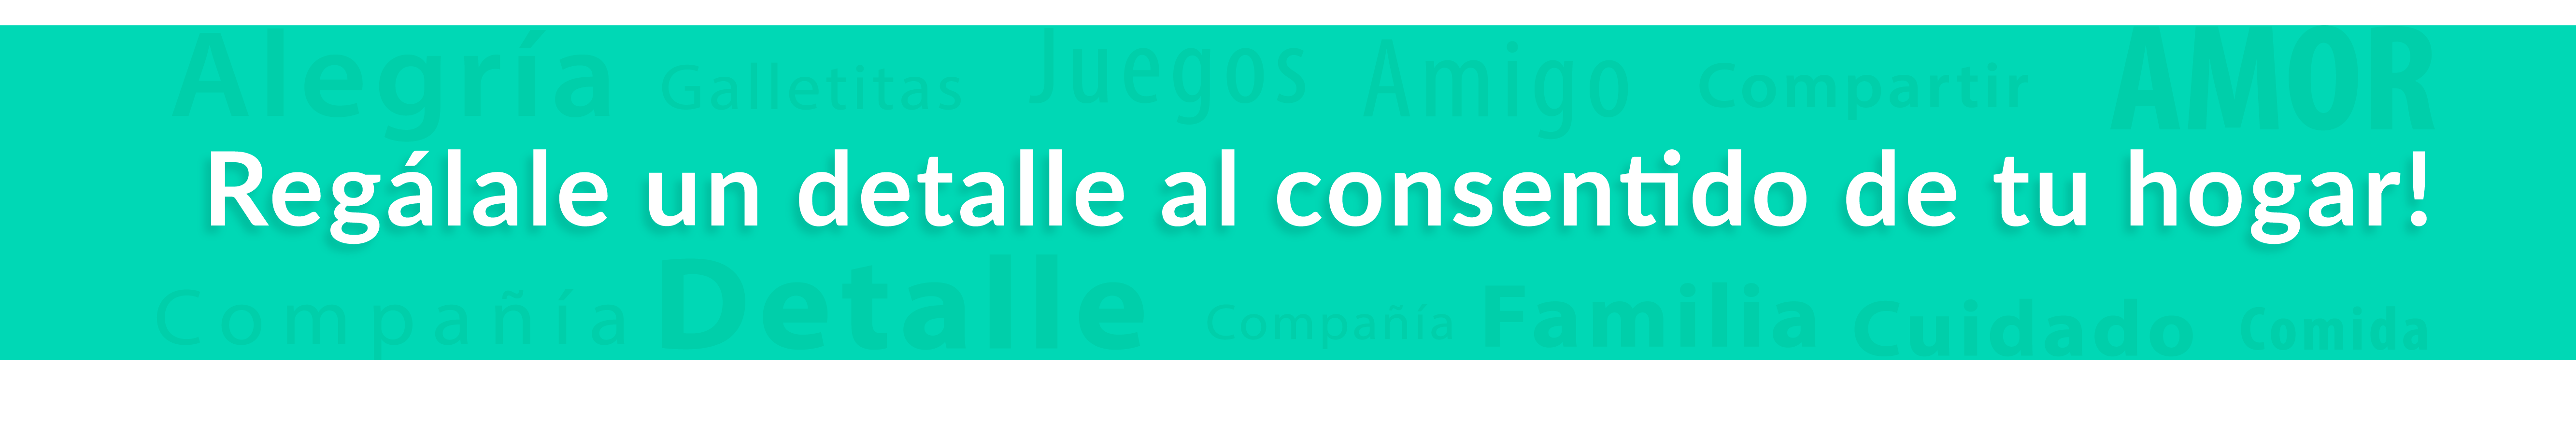 Alegría Galletitas Juegos Amigo Compartir AMOR
Regálale un detalle al consentido de tu hogar!
Compañía Detalle Compañía Familia Cuidado Comida